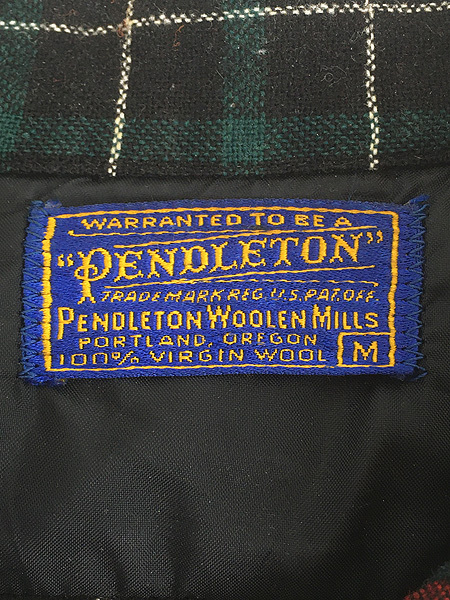 WARRANTED TO BE A
"PENDLETON"
TRADE MARK REG. U.S. PAT. OFF.
PENDLETON WOOLEN MILLS
PORTLAND, OREGON
100% VIRGIN WOOL M